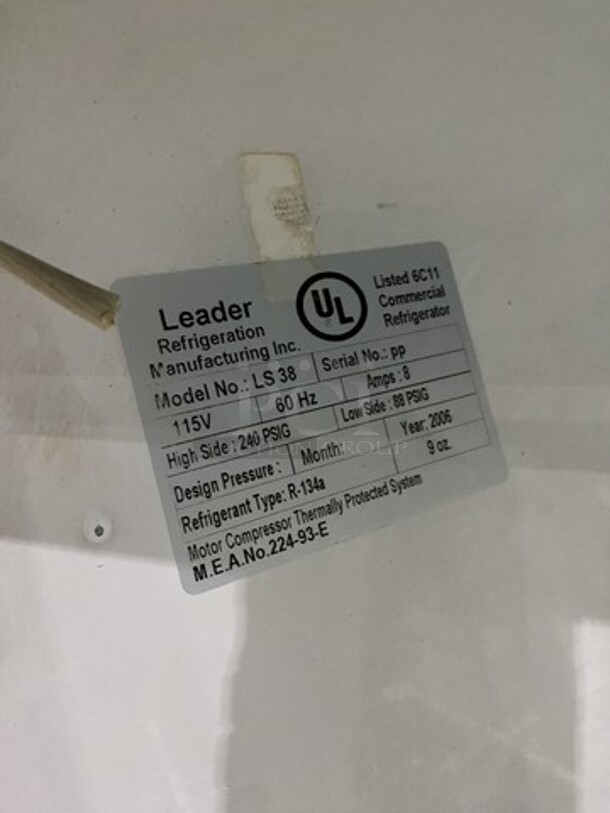 Leader
Refrigeration
Manufacturing Inc.
UL
Listed 6C11
Commercial
Refrigerator
Model No.: LS 38
Serial No.: pp
115V
60 Hz
Amps : 8
High Side : 240 PSIG
Low Side : 88 PSIG
Design Pressure :
Month:
Year: 2006
Refrigerant Type: R-134a
9 oz.
Motor Compressor Thermally Protected System
M.E.A.No.224-93-E